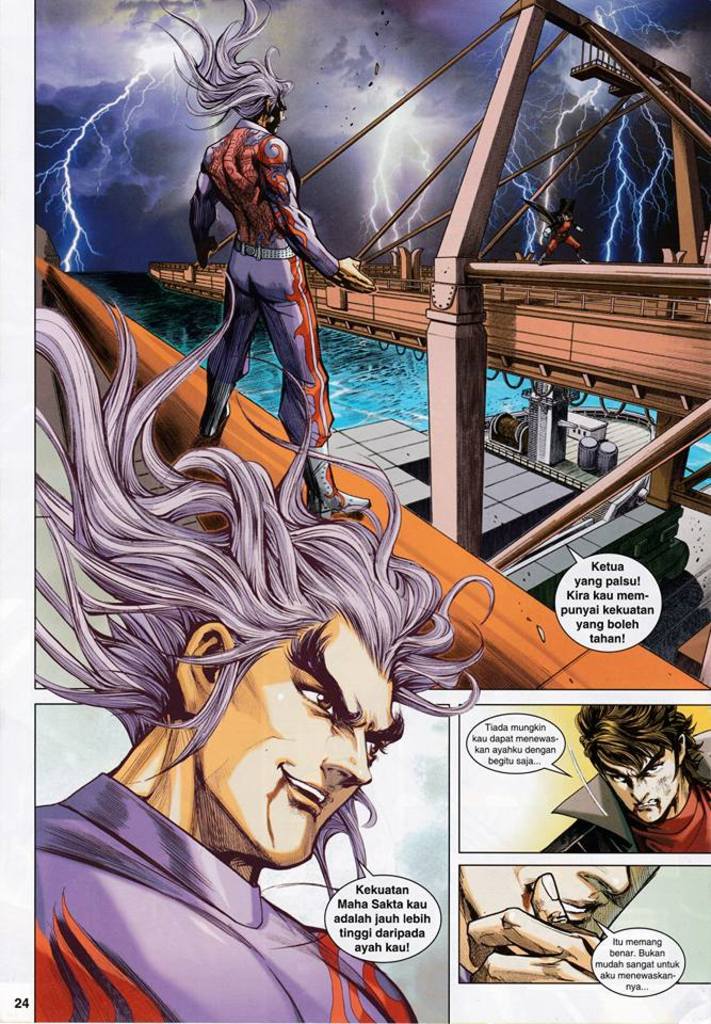 Ketua
yang palsu!
Kira kau mem-
punyai kekuatan
yang boleh
tahan!
Kekuatan
Maha Sakta kau
adalah jauh lebih
tinggi daripada
ayah kau!
Tiada mungkin
kau dapat menewas-
kan ayahku dengan
begitu saja...
Itu memang
benar. Bukan
mudah sangat untuk
aku menewaskan-
nya...
24